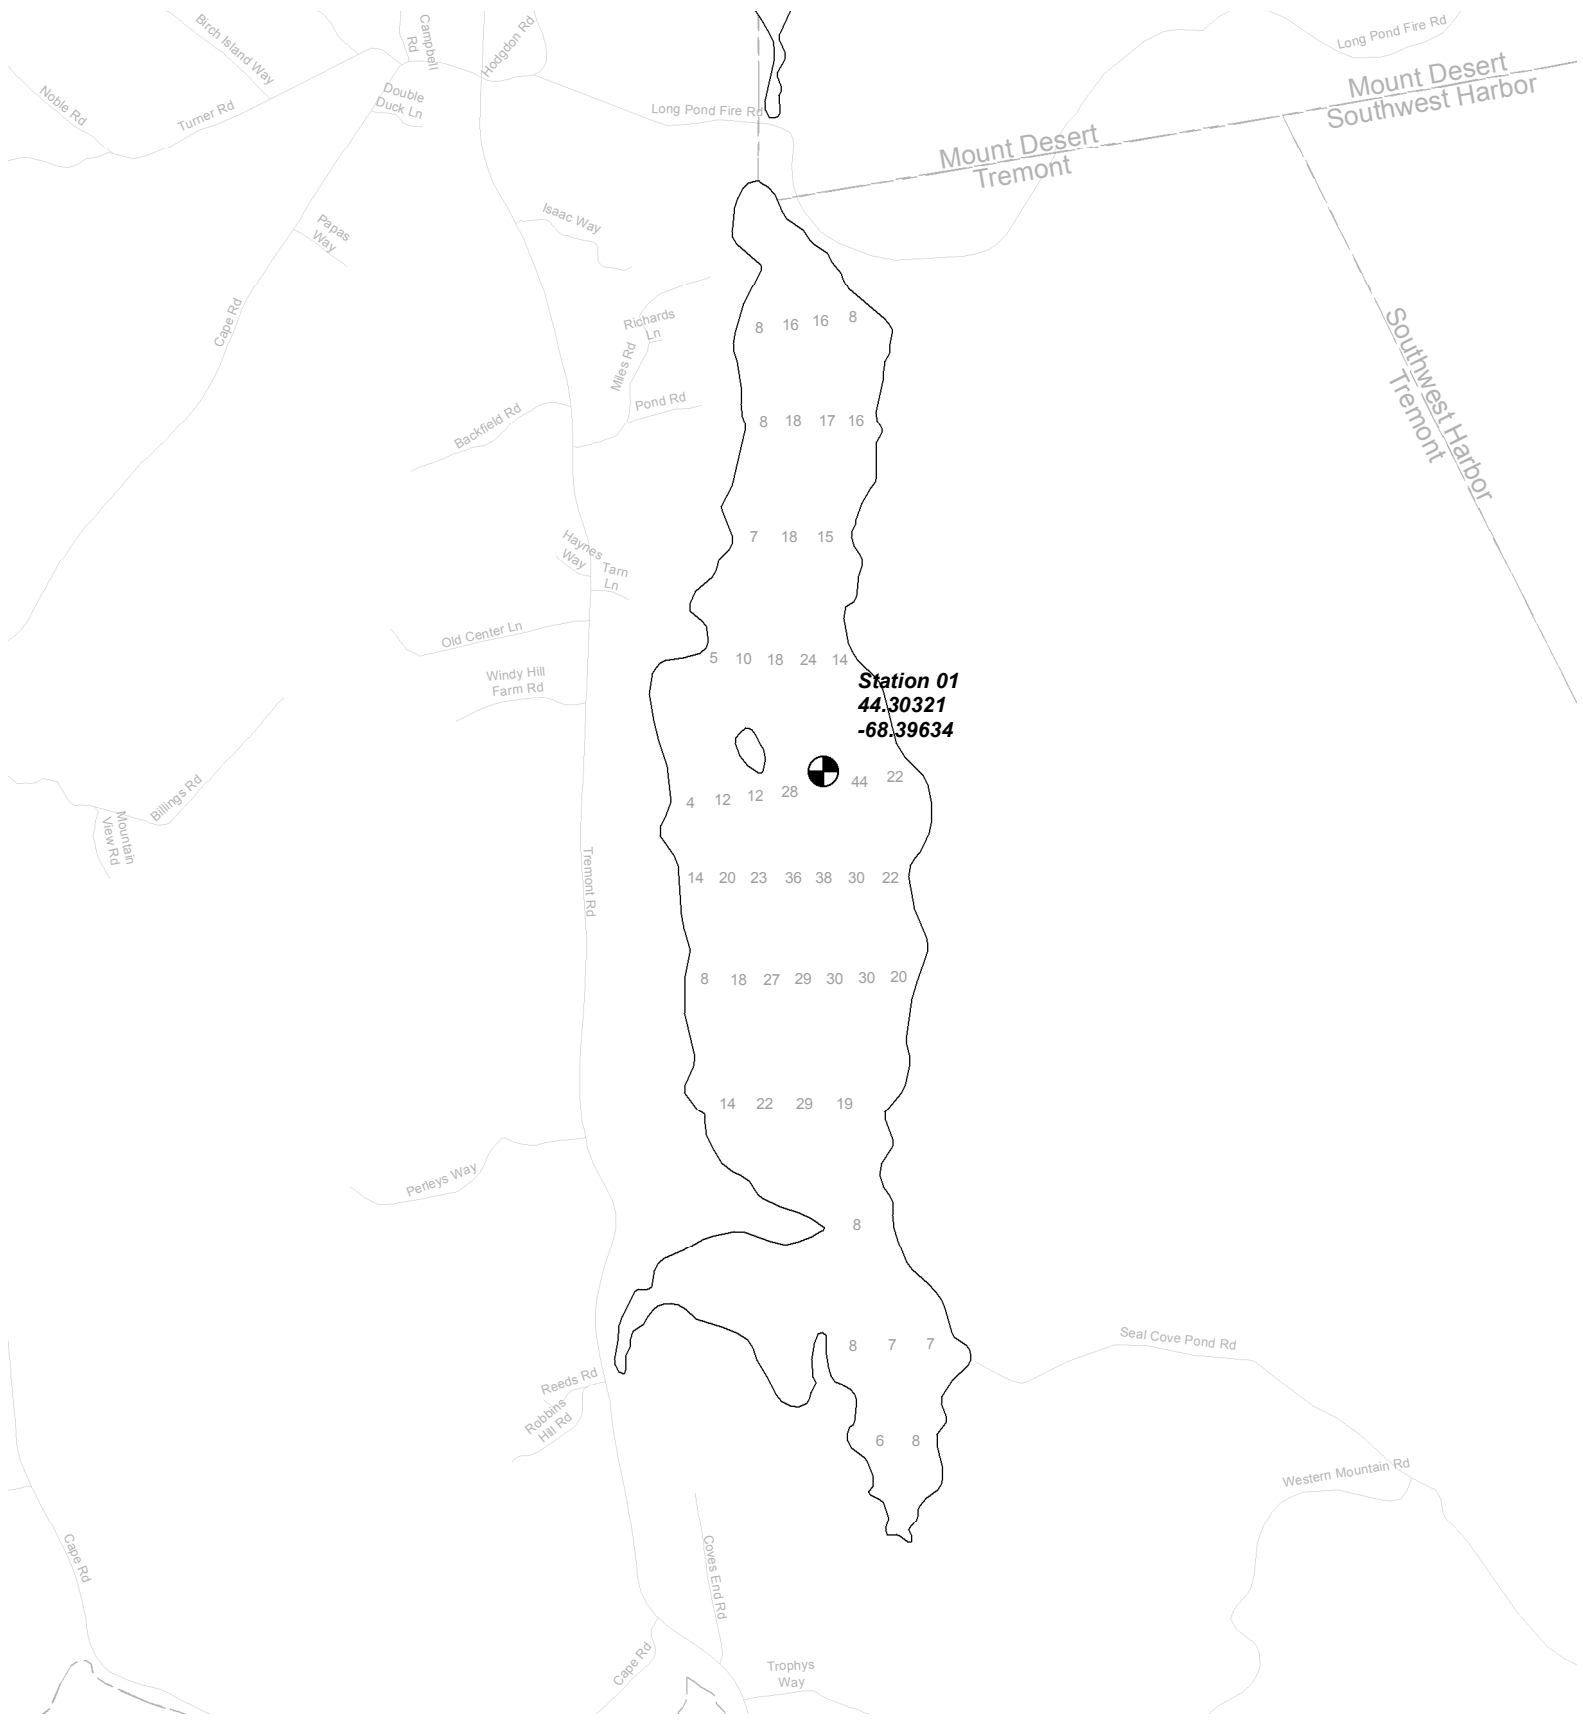 Birch Island Way
Campbell
Rd
Hodgdon Rd
Long Pond Fire Rd
Mount Desert
Southwest Harbor
Noble Rd
Turner Rd
Double
Duck Ln
Long Pond Fire Rd
Mount Desert
Tremont
Papas
Way
Isaac Way
Cape Rd
Richards
Ln
Miles Rd
Pond Rd
Backfield Rd
8 16 16 8
Southwest Harbor
Tremont
8 18 17 16
7 18 15
Haynes
Way
Tarn
Ln
Old Center Ln
Windy Hill
Farm Rd
5 10 18 24 14
Station 01
44.30321
-68.39634
4 12 12 28 44 22
Billings Rd
Mountain
View Rd
Tremont Rd
14 20 23 36 38 30 22
8 18 27 29 30 30 20
14 22 29 19
Perleys Way
8
8 7 7
Seal Cove Pond Rd
Reeds Rd
Robbins
Hill Rd
6 8
Western Mountain Rd
Cape Rd
Coves End Rd
Cape Rd
Trophys
Way